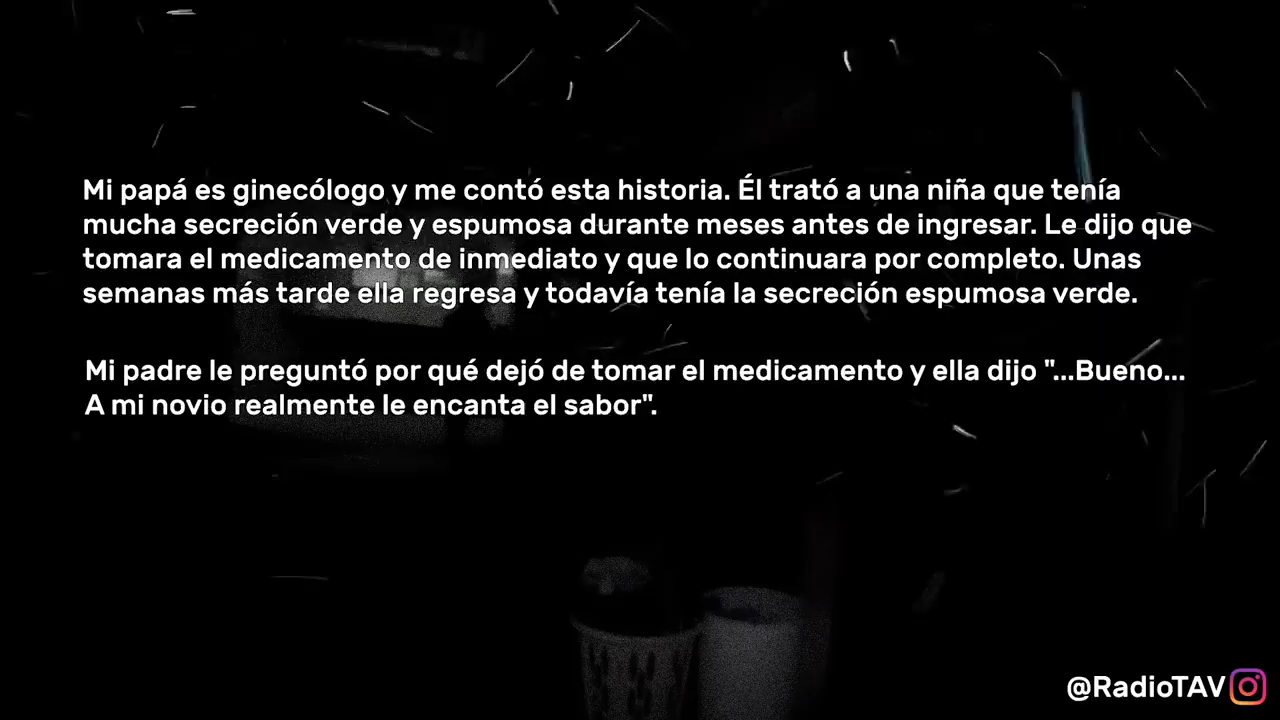 Mi papá es ginecólogo y me contó esta historia. Él trató a una niña que tenía
mucha secreción verde y espumosa durante meses antes de ingresar. Le dijo que
tomara el medicamento de inmediato y que lo continuara por completo. Unas
semanas más tarde ella regresa y todavía tenía la secreción espumosa verde.
Mi padre le preguntó por qué dejó de tomar el medicamento y ella dijo "...Bueno...
A mi novio realmente le encanta el sabor".
@RadioTAV